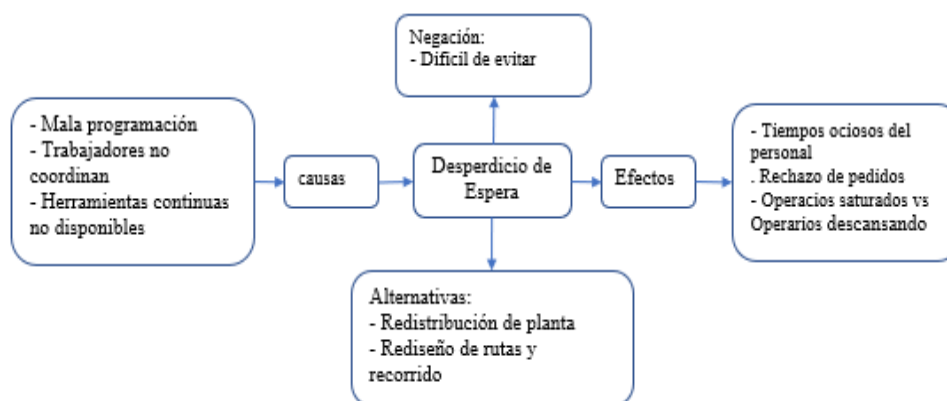 Negación:
- Dificil de evitar
- Mala programación
- Trabajadores no
coordinan
- Herramientas continuas
no disponibles
causas
Desperdicio de
Espera
Efectos
- Tiempos ociosos del
personal
. Rechazo de pedidos
- Operacios saturados vs
Operarios descansando
Alternativas:
- Redistribución de planta
- Rediseño de rutas y
recorrido